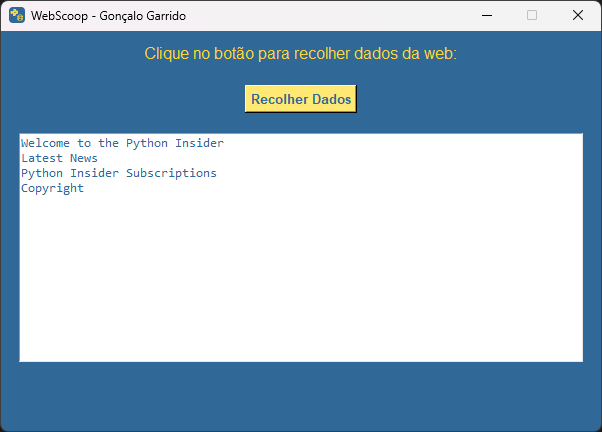 WebScoop - Gonçalo Garrido
Clique no botão para recolher dados da web:
Recolher Dados
Welcome to the Python Insider
Latest News
Python Insider Subscriptions
Copyright